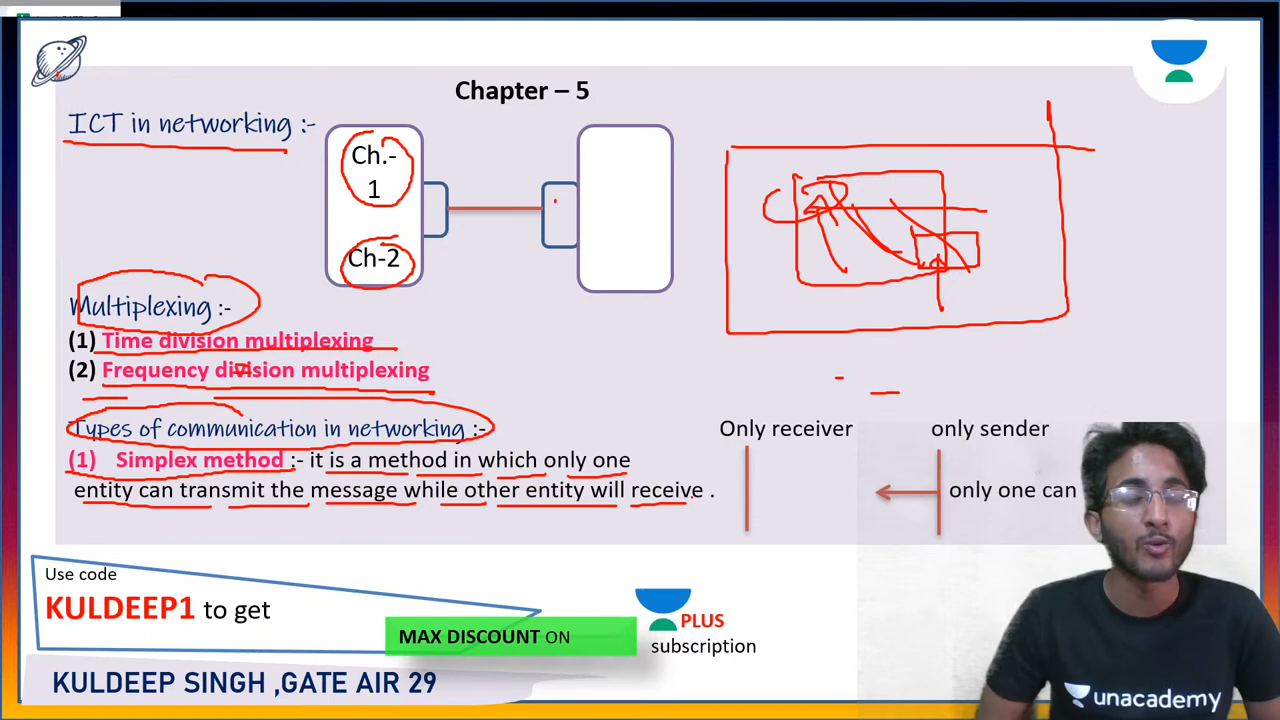 Chapter – 5
ICT in networking :-
Ch.-
1
Ch-2
Multiplexing :-
(1) Time division multiplexing
(2) Frequency division multiplexing
Types of communication in networking :-
(1) Simplex method :- it is a method in which only one
entity can transmit the message while other entity will receive .
Only receiver
only sender
only one can
Use code
KULDEEP1 to get
MAX DISCOUNT ON
PLUS
subscription
KULDEEP SINGH ,GATE AIR 29
unacademy